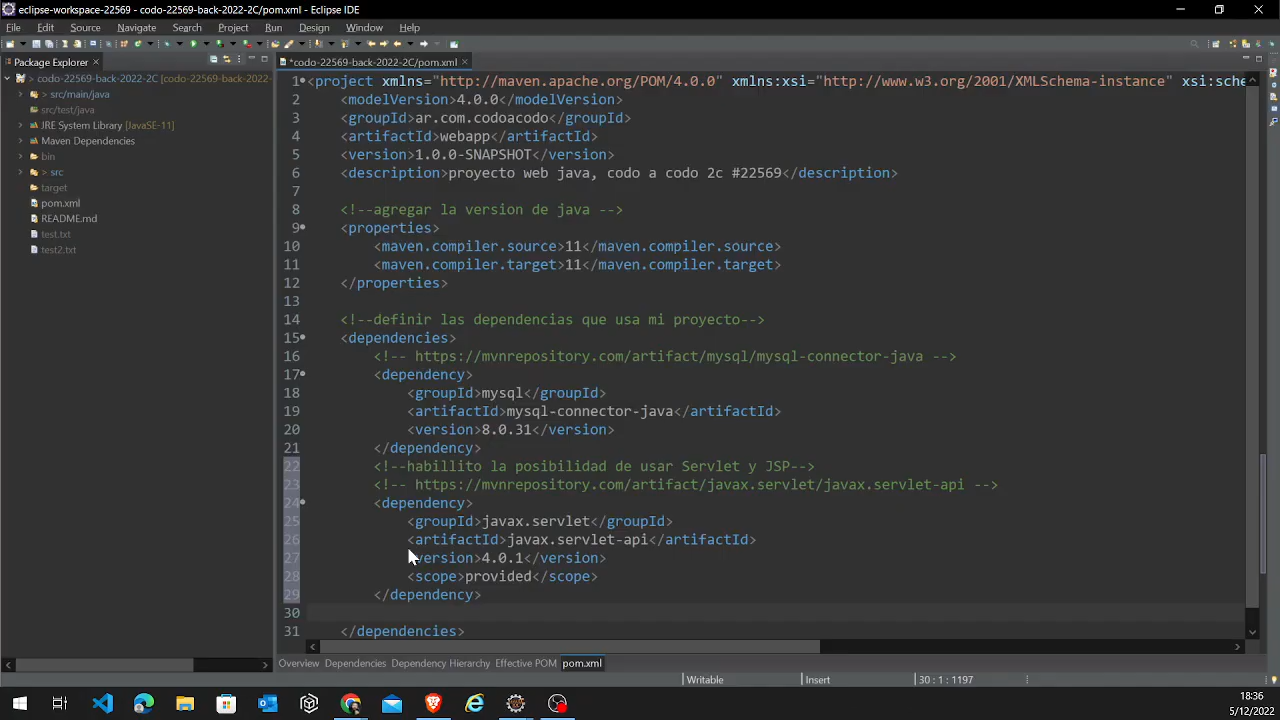 eclipse-workspace-22569 - codo-22569-back-2022-2C/pom.xml - Eclipse IDE
File Edit Source Navigate Search Project Run Design Window Help
Package Explorer
*codo-22569-back-2022-2C/pom.xml
> codo-22569-back-2022-2C [codo-22569-back-2022-
> src/main/java
src/test/java
JRE System Library [JavaSE-11]
Maven Dependencies
bin
> src
target
pom.xml
README.md
test.txt
test2.txt
1 <project xmlns="http://maven.apache.org/POM/4.0.0" xmlns:xsi="http://www.w3.org/2001/XMLSchema-instance" xsi:sche
2 <modelVersion>4.0.0</modelVersion>
3 <groupId>ar.com.codoacodo</groupId>
4 <artifactId>webapp</artifactId>
5 <version>1.0.0-SNAPSHOT</version>
6 <description>proyecto web java, codo a codo 2c #22569</description>
7
8 <!--agregar la version de java -->
9 <properties>
10 <maven.compiler.source>11</maven.compiler.source>
11 <maven.compiler.target>11</maven.compiler.target>
12 </properties>
13
14 <!--definir las dependencias que usa mi proyecto-->
15 <dependencies>
16 <!-- https://mvnrepository.com/artifact/mysql/mysql-connector-java -->
17 <dependency>
18 <groupId>mysql</groupId>
19 <artifactId>mysql-connector-java</artifactId>
20 <version>8.0.31</version>
21 </dependency>
22 <!--habillito la posibilidad de usar Servlet y JSP-->
23 <!-- https://mvnrepository.com/artifact/javax.servlet/javax.servlet-api -->
24 <dependency>
25 <groupId>javax.servlet</groupId>
26 <artifactId>javax.servlet-api</artifactId>
27 <version>4.0.1</version>
28 <scope>provided</scope>
29 </dependency>
30
31 </dependencies>
Overview Dependencies Dependency Hierarchy Effective POM pom.xml
Writable Insert 30 : 1 : 1197
18:36
5/12/2022